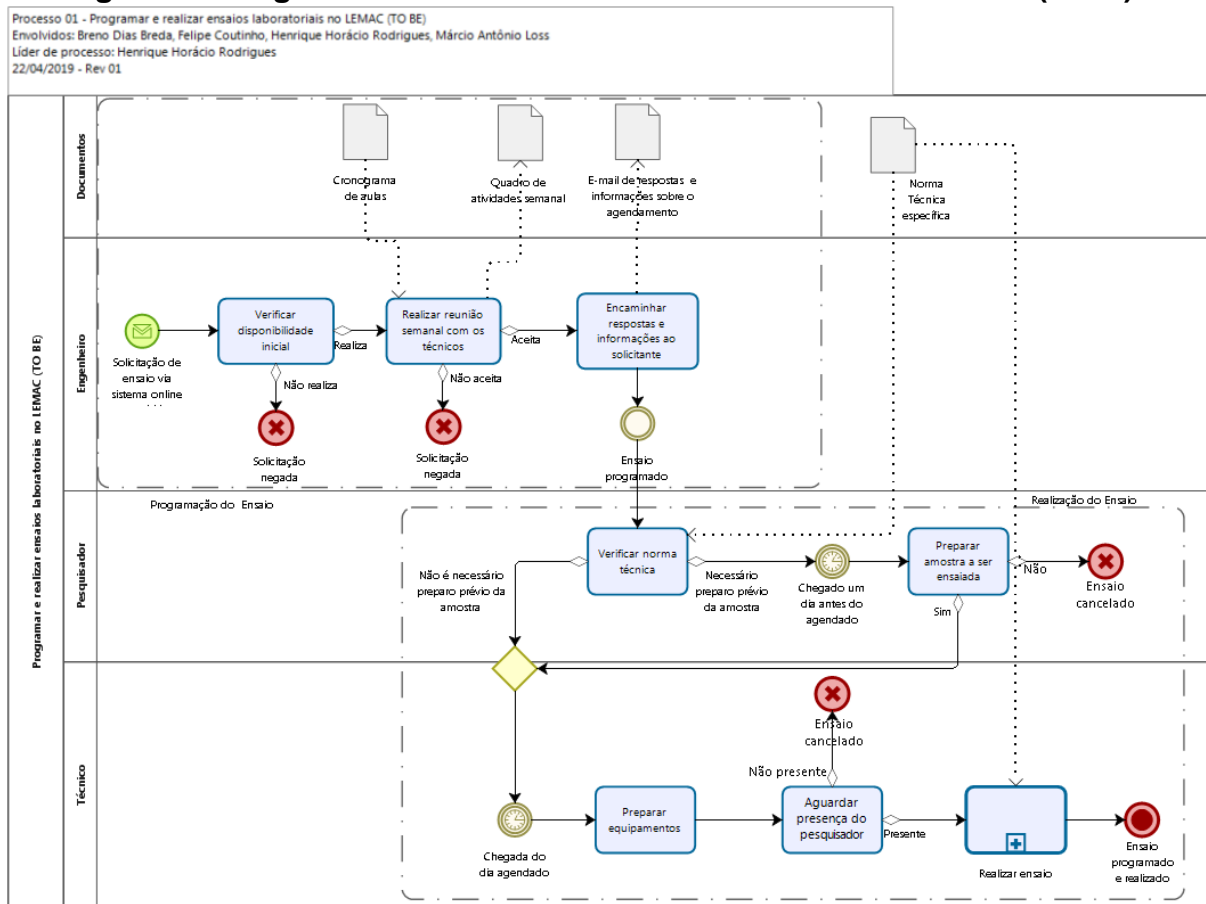 Processo 01 - Programar e realizar ensaios laboratoriais no LEMAC (TO BE)
Envolvidos: Breno Dias Breda, Felipe Coutinho, Henrique Horácio Rodrigues, Márcio Antônio Loss
Líder de processo: Henrique Horácio Rodrigues
22/04/2019 - Rev 01
Programar e realizar ensaios laboratoriais no LEMAC (TO BE)
Documentos
Cronograma
de aulas
Quadro de
atividades semanal
E-mail de respostas e
informações sobre o
agendamento
Norma
Técnica
específica
Engenheiro
Solicitação de
ensaio via
sistema online
Verificar
disponibilidade
inicial
Realiza
Não realiza
Solicitação
negada
Realizar reunião
semanal com os
técnicos
Aceita
Não aceita
Solicitação
negada
Encaminhar
respostas e
informações ao
solicitante
Ensaio
programado
Programação do Ensaio
Realização do Ensaio
Pesquisador
Não é necessário
preparo prévio da
amostra
Verificar norma
técnica
Necessário
preparo prévio
da amostra
Chegado um
dia antes do
agendado
Preparar
amostra a ser
ensaiada
Não
Sim
Ensaio
cancelado
Técnico
Chegada do
dia agendado
Preparar
equipamentos
Aguardar
presença do
pesquisador
Não presente
Ensaio
cancelado
Presente
Realizar ensaio
Ensaio
programado
e realizado